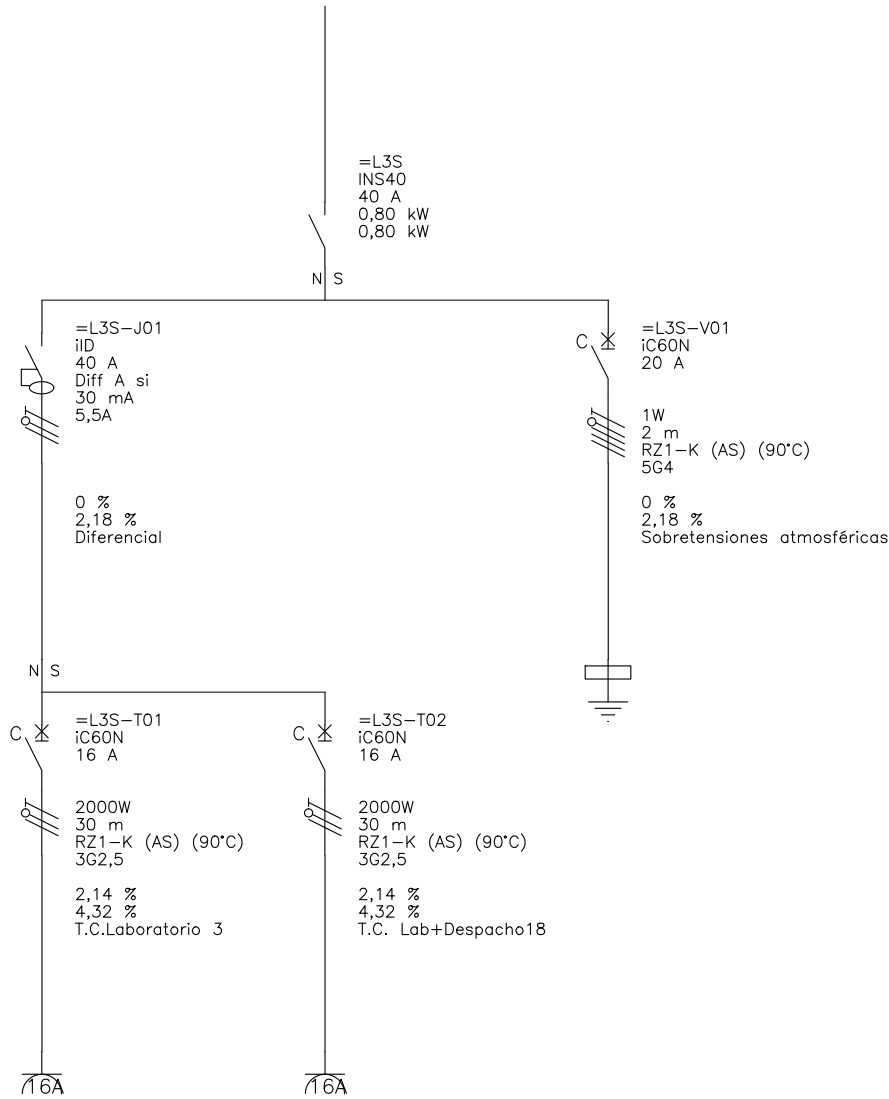 =L3S
INS40
40 A
0,80 kW
0,80 kW
N S
=L3S-J01
iID
40 A
Diff A si
30 mA
5,5A
0 %
2,18 %
Diferencial
C
=L3S-V01
iC60N
20 A
1W
2 m
RZ1-K (AS) (90°C)
5G4
0 %
2,18 %
Sobretensiones atmosféricas
N S
C
=L3S-T01
iC60N
16 A
2000W
30 m
RZ1-K (AS) (90°C)
3G2,5
2,14 %
4,32 %
T.C.Laboratorio 3
16A
C
=L3S-T02
iC60N
16 A
2000W
30 m
RZ1-K (AS) (90°C)
3G2,5
2,14 %
4,32 %
T.C. Lab+Despacho18
16A